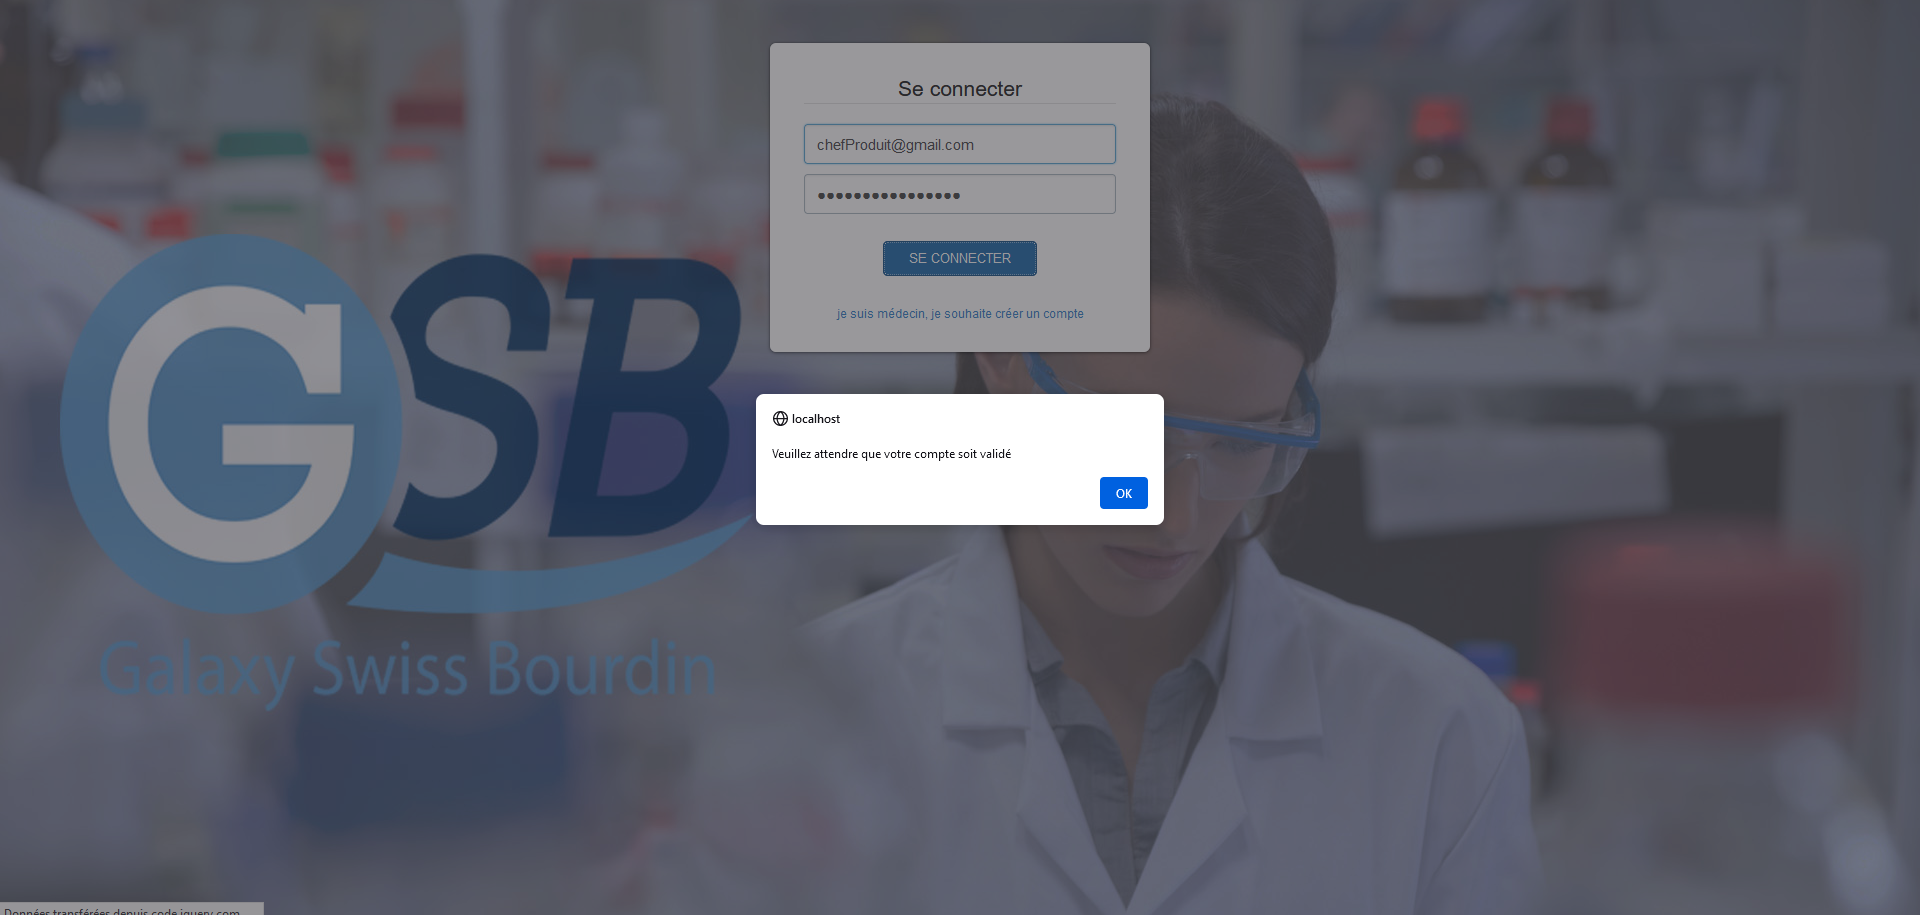 Se connecter
chefProduit@gmail.com
SE CONNECTER
je suis médecin, je souhaite créer un compte
GSB
Galaxy Swiss Bourdin
localhost
Veuillez attendre que votre compte soit validé
OK
Données transférées depuis code.jquery.com...